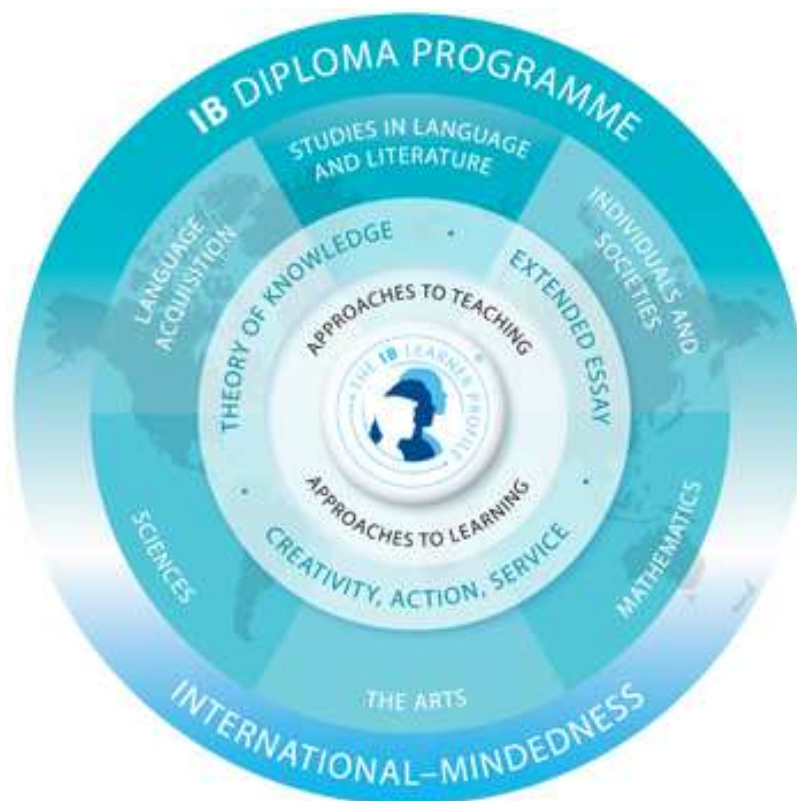 IB DIPLOMA PROGRAMME
STUDIES IN LANGUAGE
AND LITERATURE
LANGUAGE
ACQUISITION
INDIVIDUALS AND
SOCIETIES
THEORY OF KNOWLEDGE
EXTENDED ESSAY
APPROACHES TO TEACHING
THE IB LEARNER PROFILE
®
APPROACHES TO LEARNING
CREATIVITY, ACTION, SERVICE
SCIENCES
MATHEMATICS
THE ARTS
INTERNATIONAL–MINDEDNESS